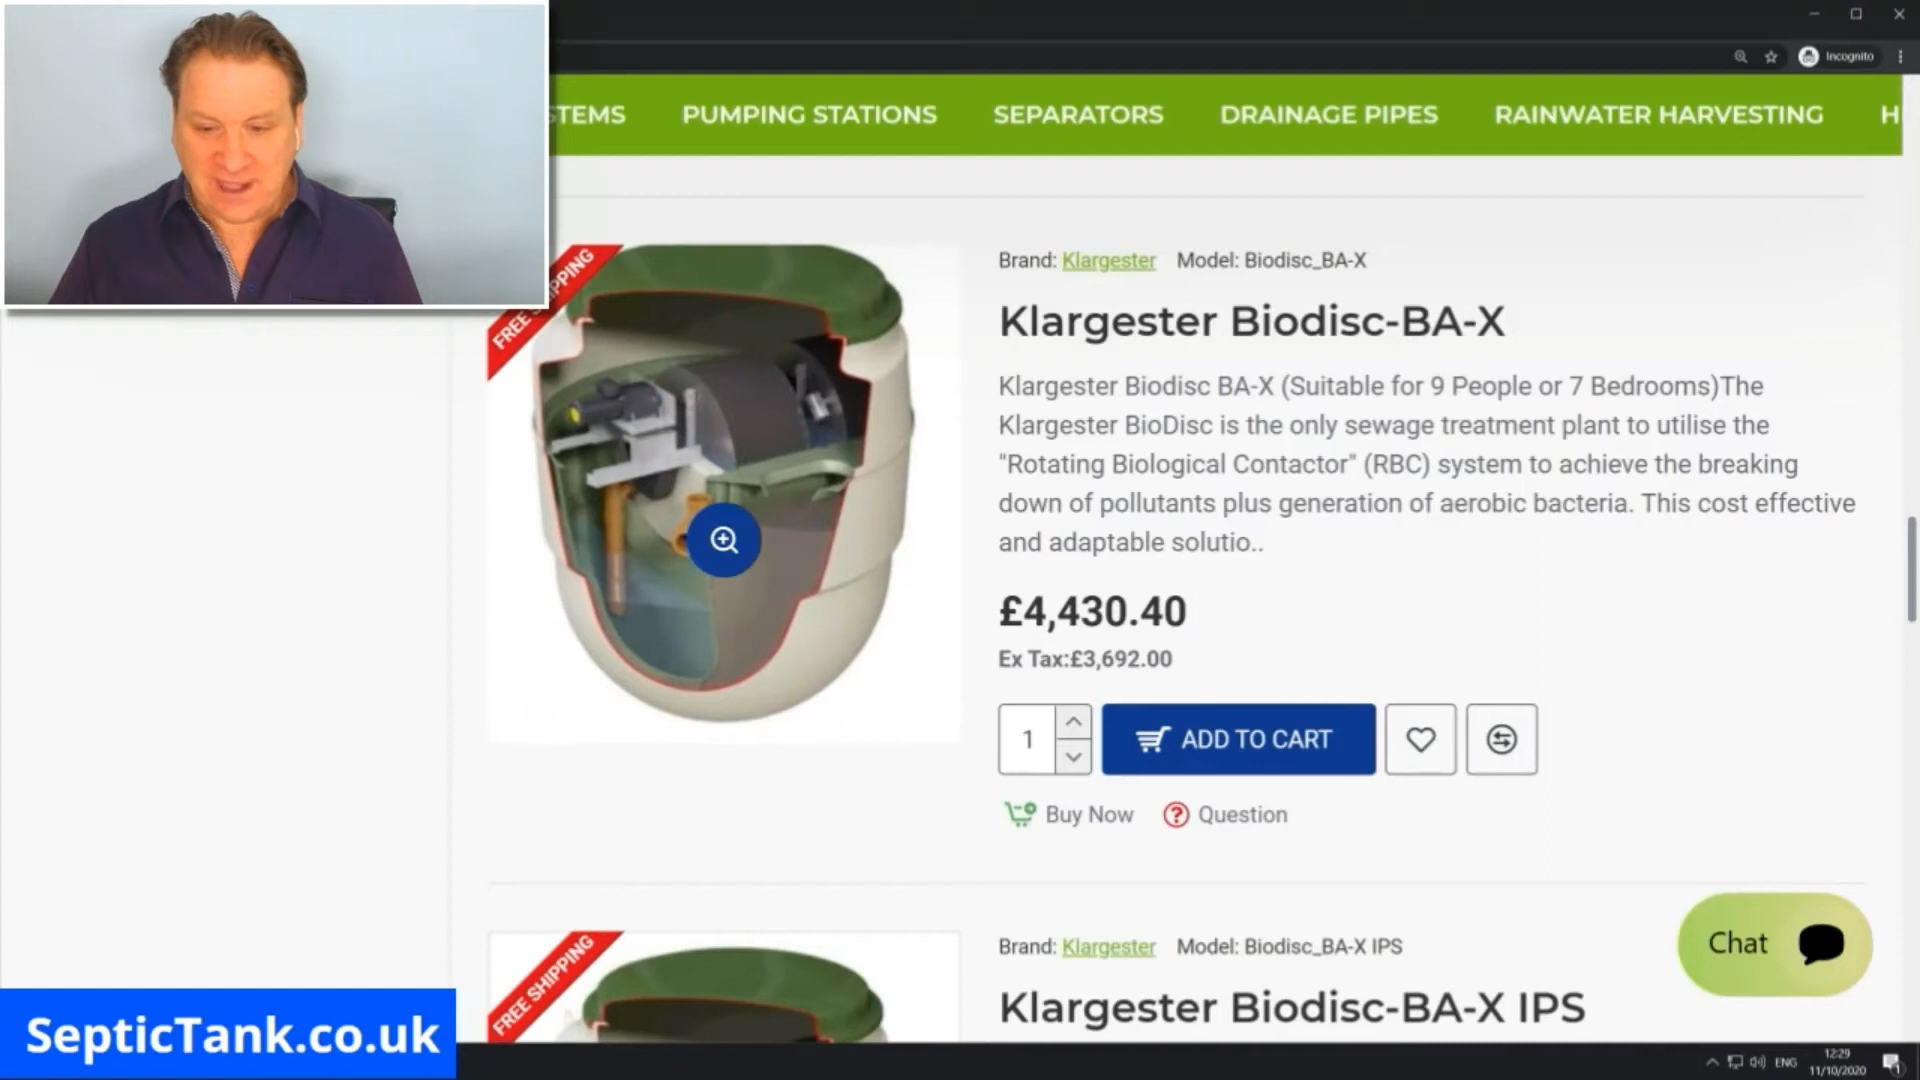 Incognito
STEMS PUMPING STATIONS SEPARATORS DRAINAGE PIPES RAINWATER HARVESTING H
FREE SHIPPING
Brand: Klargester Model: Biodisc_BA-X
Klargester Biodisc-BA-X
Klargester Biodisc BA-X (Suitable for 9 People or 7 Bedrooms)The
Klargester BioDisc is the only sewage treatment plant to utilise the
"Rotating Biological Contactor" (RBC) system to achieve the breaking
down of pollutants plus generation of aerobic bacteria. This cost effective
and adaptable solutio..
£4,430.40
Ex Tax:£3,692.00
1
ADD TO CART
Buy Now
Question
FREE SHIPPING
Brand: Klargester Model: Biodisc_BA-X IPS
Klargester Biodisc-BA-X IPS
Chat
SepticTank.co.uk
ENG
12:29
11/10/2020
1